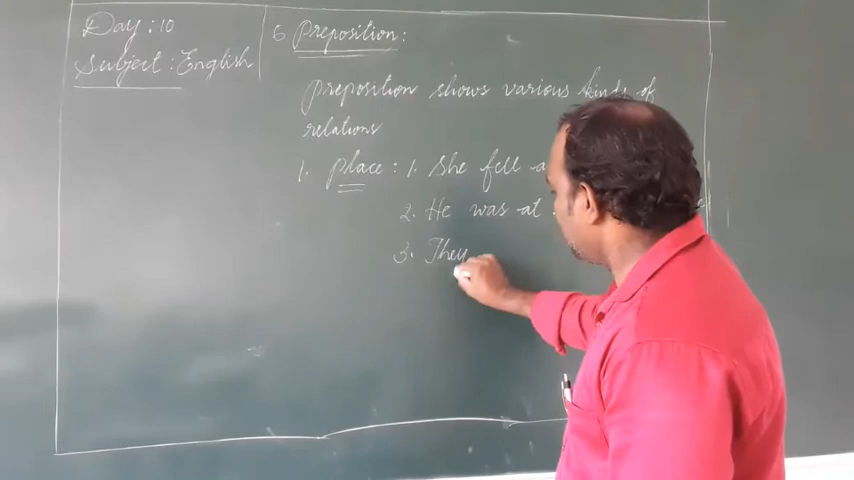 Day : 10
Subject : English
6 Preposition :
Preposition shows various kinds of
relations
1. place : 1. She fell
2. He was at
3. They